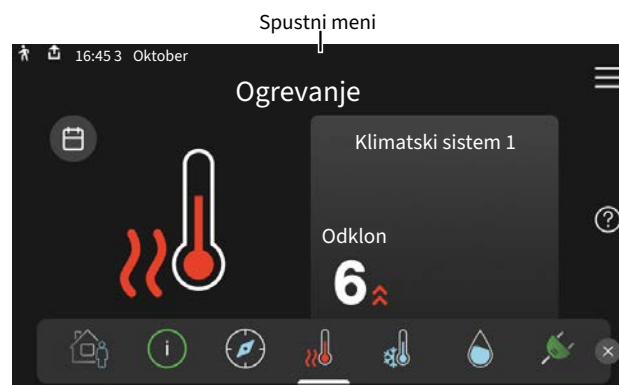 Spustni meni
16:45 3 Oktober
Ogrevanje
Klimatski sistem 1
Odklon
6